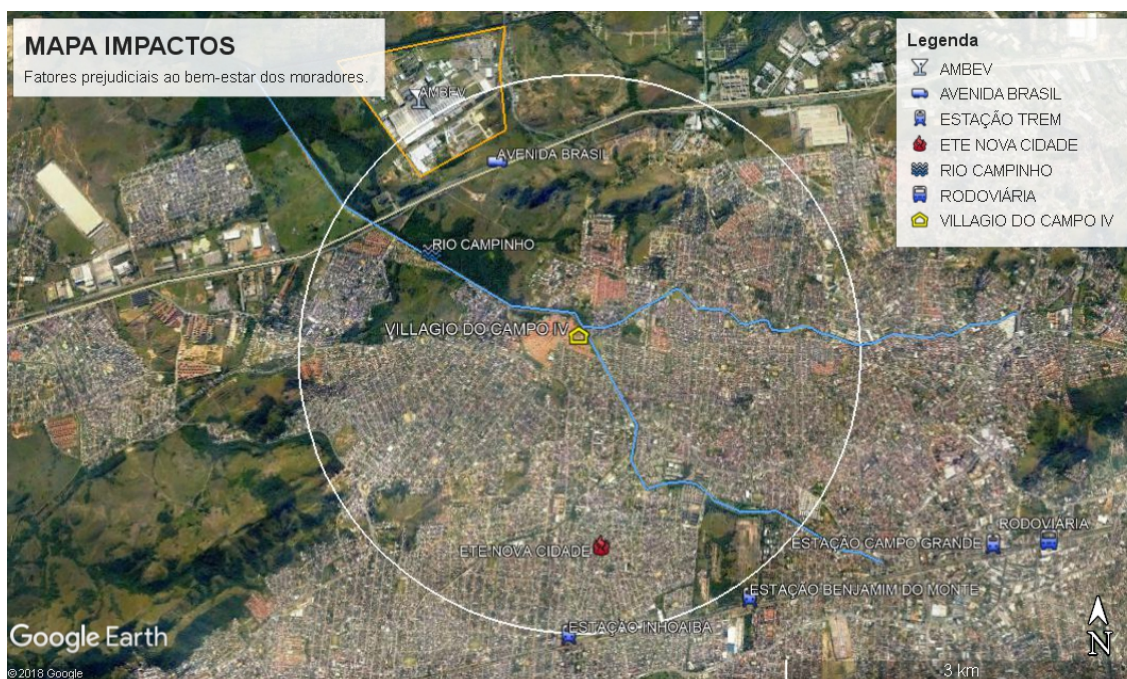 MAPA IMPACTOS
Fatores prejudiciais ao bem-estar dos moradores.
Legenda
AMBEV
AVENIDA BRASIL
ESTAÇÃO TREM
ETE NOVA CIDADE
RIO CAMPINHO
RODOVIÁRIA
VILLAGIO DO CAMPO IV
AMBEV
AVENIDA BRASIL
RIO CAMPINHO
VILLAGIO DO CAMPO IV
RODOVIARIA
ESTAÇÃO CAMPO GRANDE
ETE NOVA CIDADE
ESTAÇÃO BENJAMIM DO MONTE
ESTAÇÃO INHOAIBA
Google Earth
N
© 2018 Google
3 km